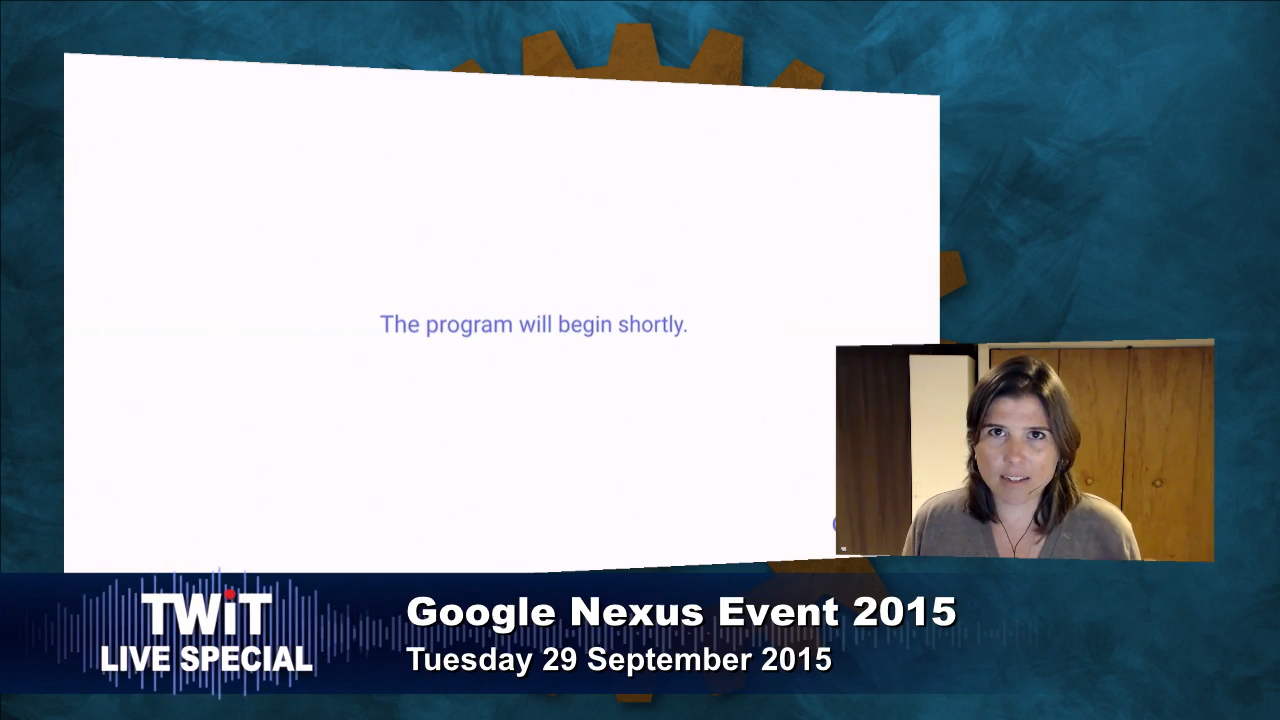 The program will begin shortly.
TWiT
LIVE SPECIAL
Google Nexus Event 2015
Tuesday 29 September 2015